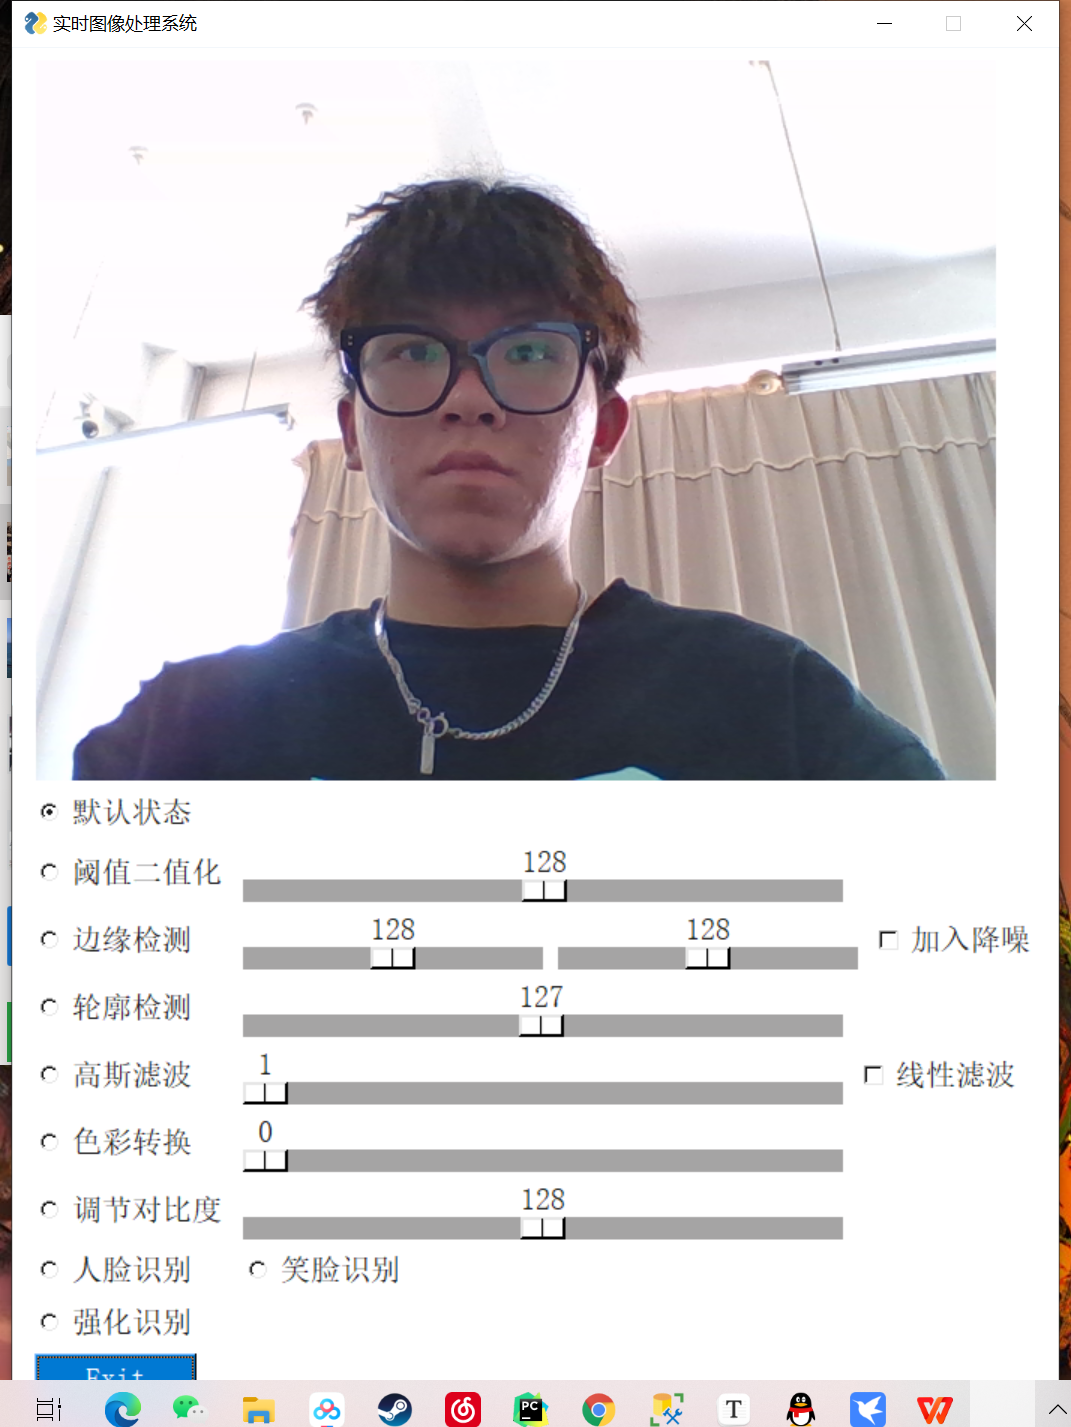 实时图像处理系统
默认状态
128
阈值二值化
128 128
边缘检测 加入降噪
127
轮廓检测
1
高斯滤波 线性滤波
0
色彩转换
128
调节对比度
人脸识别 笑脸识别
强化识别
Exit
PC
T